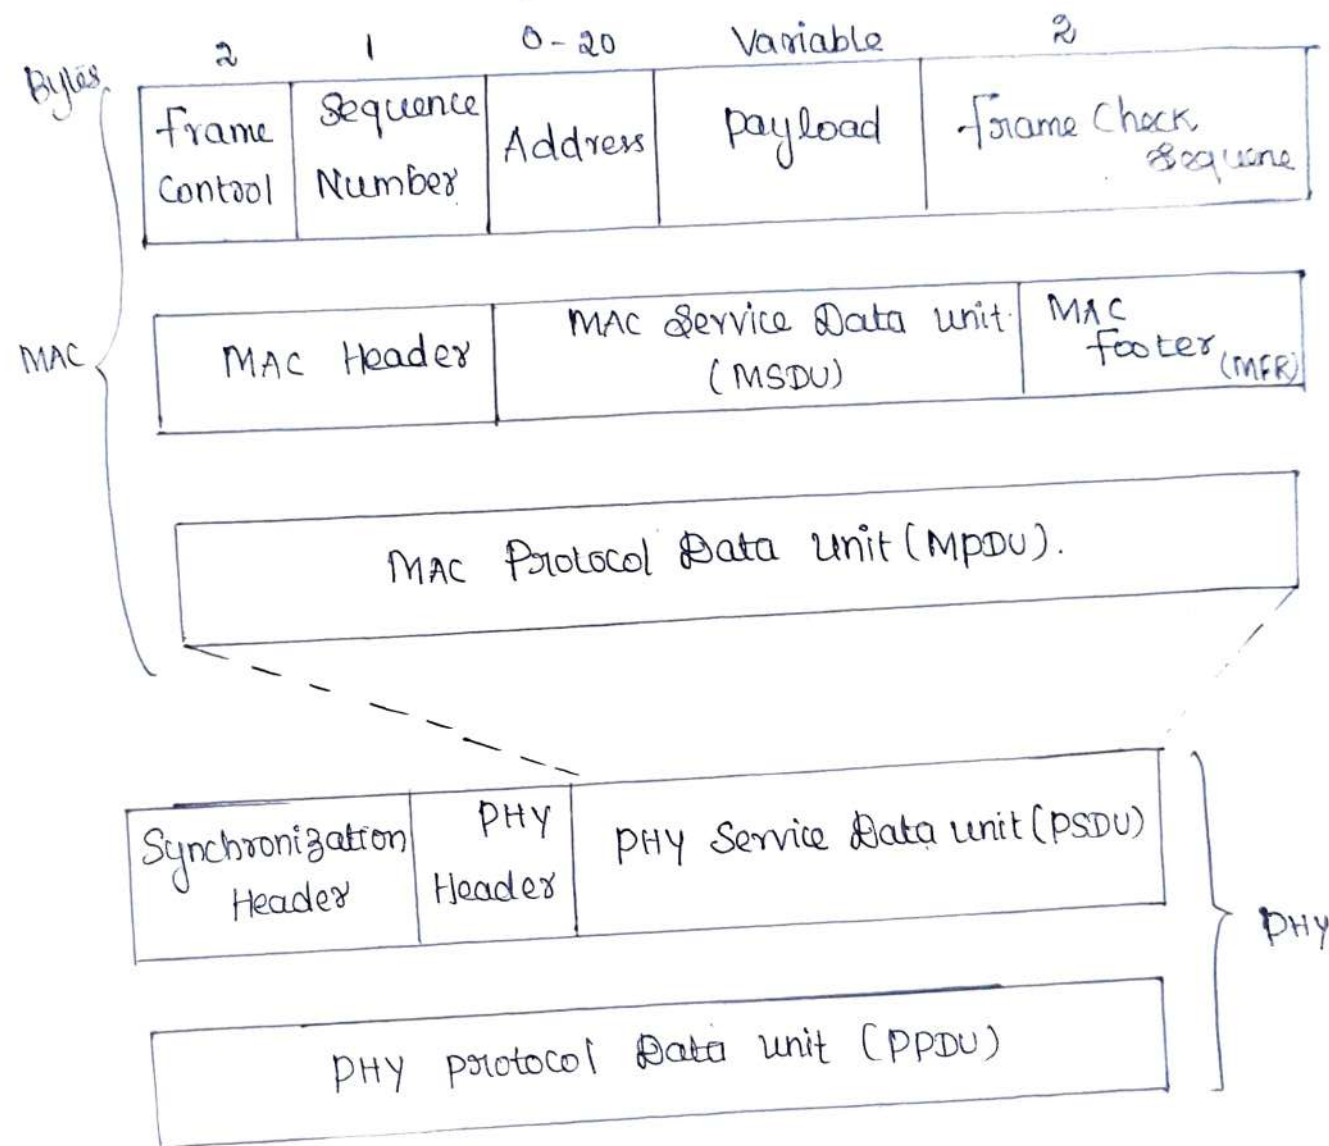 Bytes 2 1 0-20 Variable 2
Frame Sequence Address Payload Frame Check
Control Number Sequene
MAC
MAC Header MAC Service Data unit MAC
(MSDU) Footer (MFR)
MAC Protocol Data unit (MPDU).
Synchronization PHY PHY Service Data unit (PSDU)
Header Header
PHY
PHY protocol Data unit (PPDU)